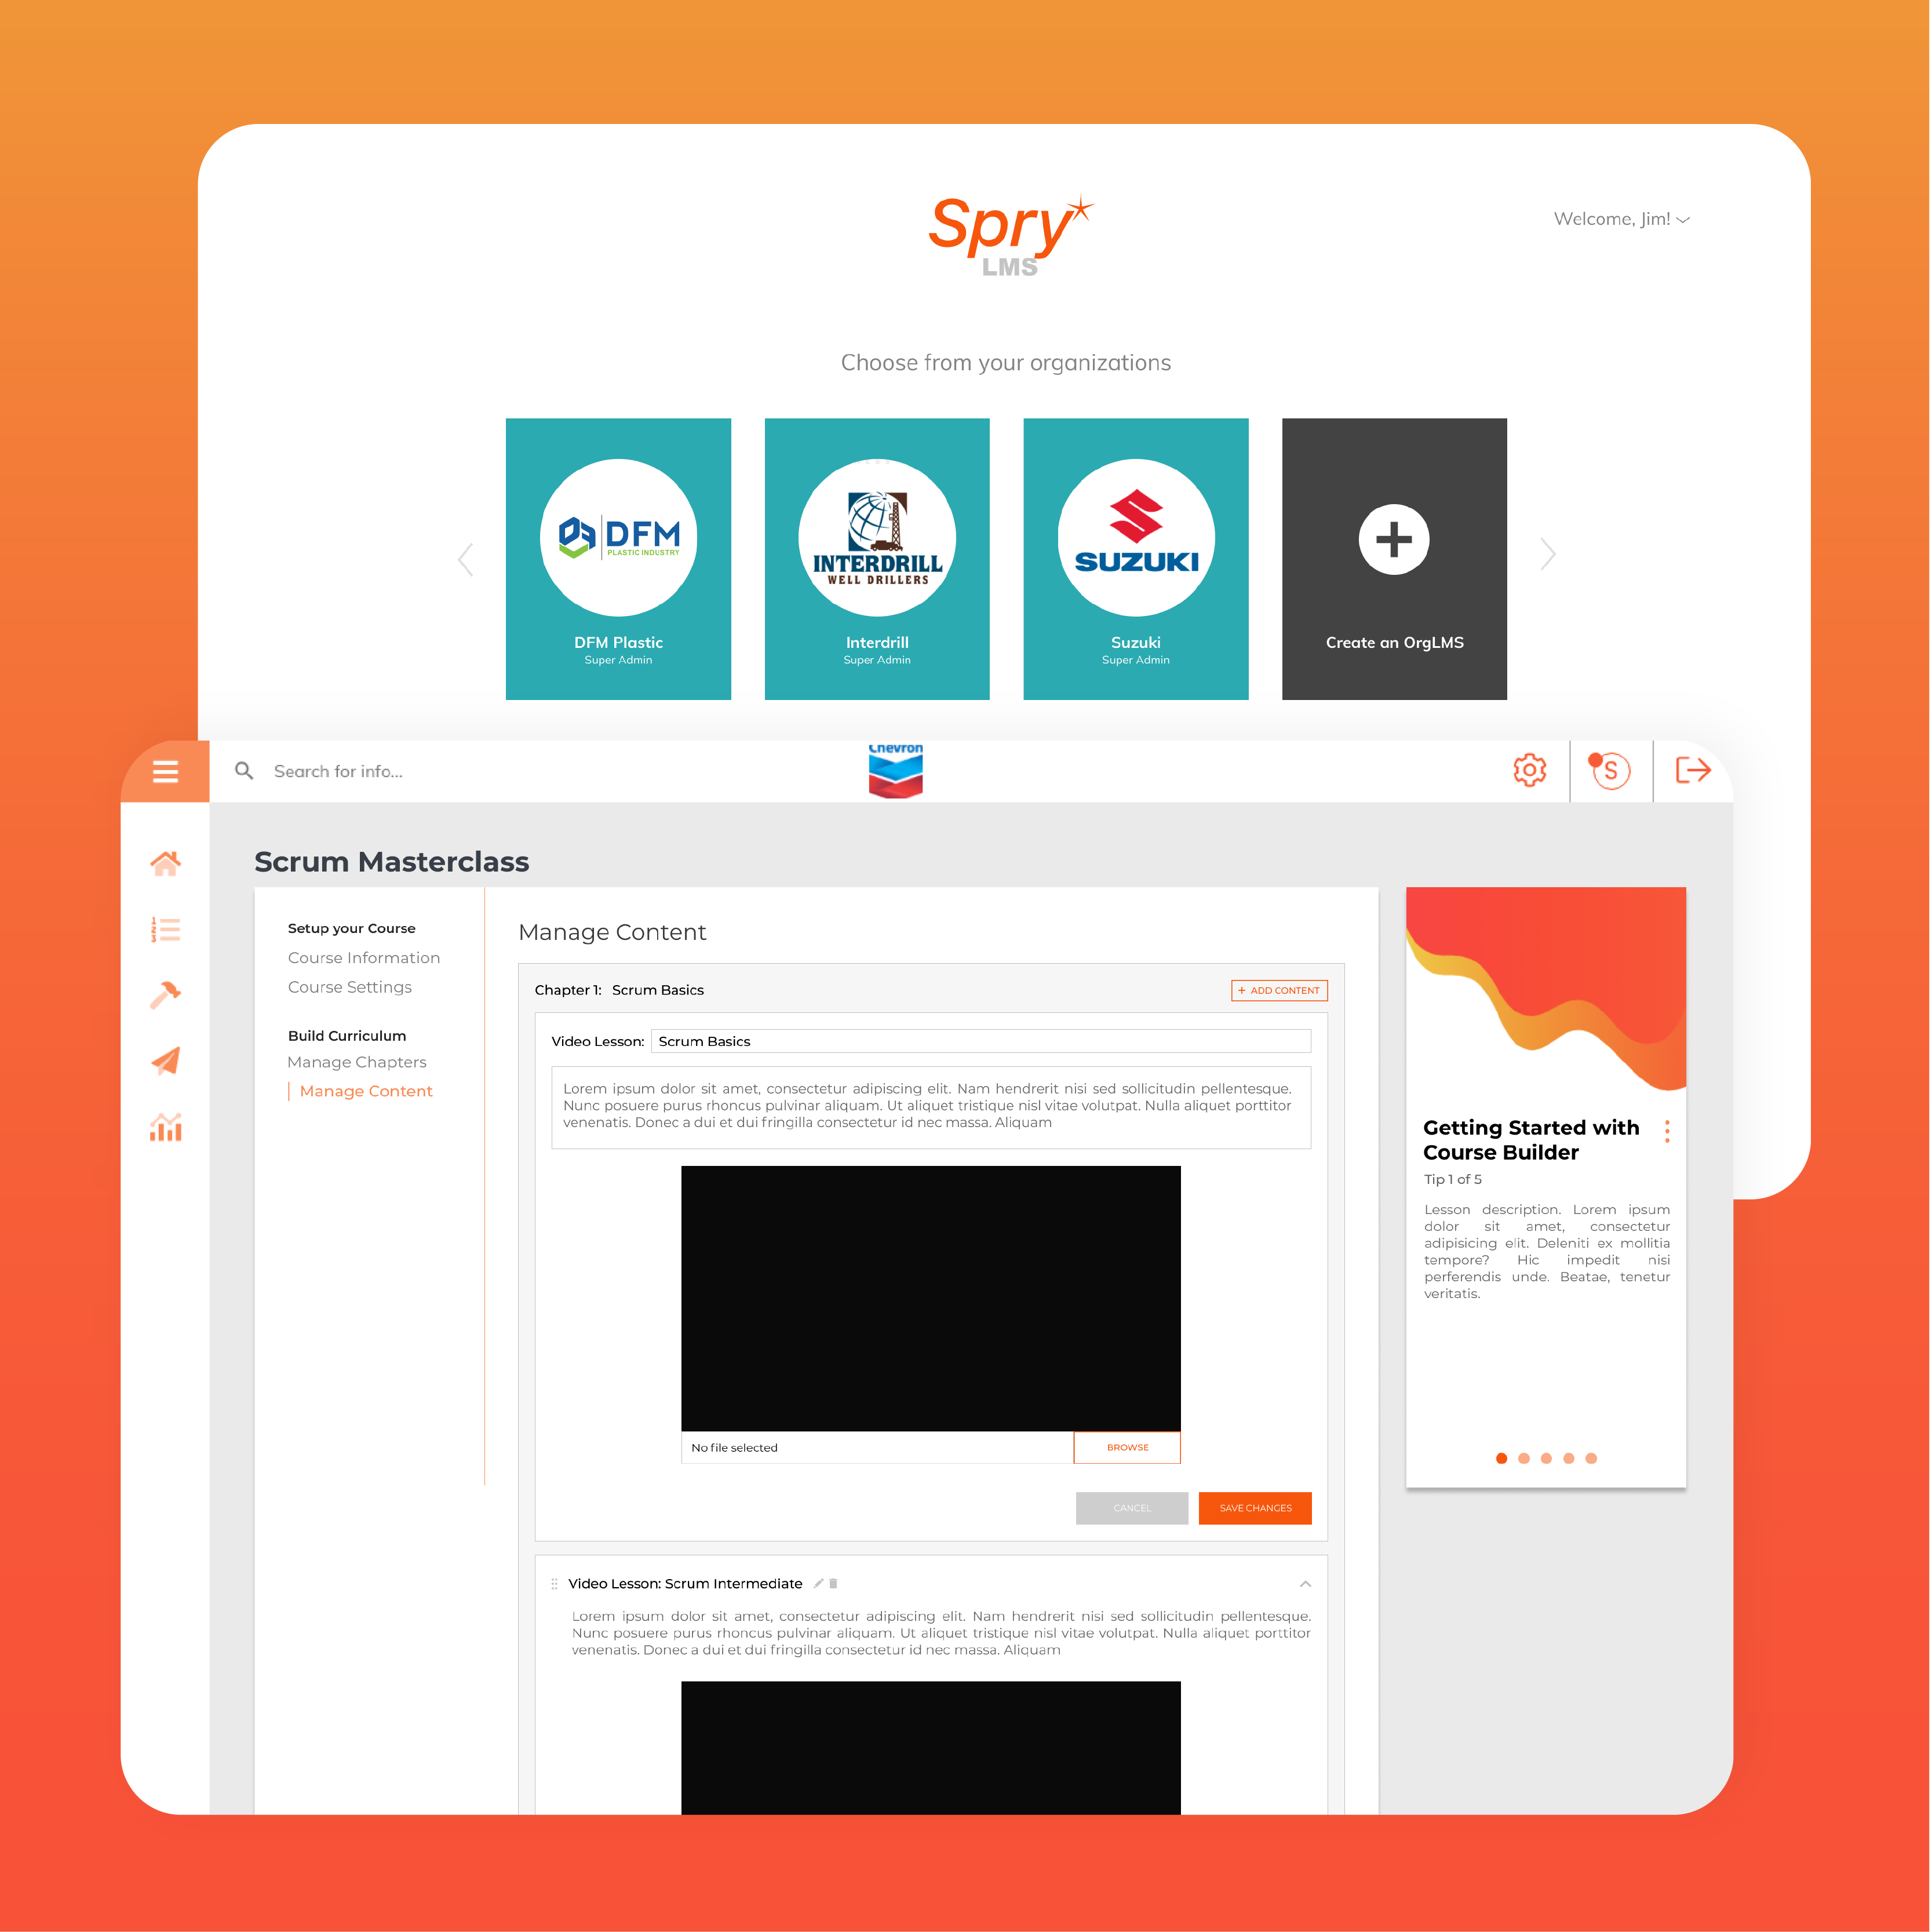 Spry
LMS
Welcome, Jim!
Choose from your organizations
DFM
PLASTIC INDUSTRY
DFM Plastic
Super Admin
INTERDRILL
WELL DRILLERS
Interdrill
Super Admin
SUZUKI
Suzuki
Super Admin
Create an OrgLMS
Search for info...
Chevron
S
Scrum Masterclass
1
2
3
Setup your Course
Course Information
Course Settings
Build Curriculum
Manage Chapters
Manage Content
Manage Content
Chapter 1: Scrum Basics
+ ADD CONTENT
Video Lesson: Scrum Basics
Lorem ipsum dolor sit amet, consectetur adipiscing elit. Nam hendrerit nisi sed sollicitudin pellentesque.
Nunc posuere purus rhoncus pulvinar aliquam. Ut aliquet tristique nisl vitae volutpat. Nulla aliquet porttitor
venenatis. Donec a dui et dui fringilla consectetur id nec massa. Aliquam
No file selected
BROWSE
CANCEL
SAVE CHANGES
Video Lesson: Scrum Intermediate
Lorem ipsum dolor sit amet, consectetur adipiscing elit. Nam hendrerit nisi sed sollicitudin pellentesque.
Nunc posuere purus rhoncus pulvinar aliquam. Ut aliquet tristique nisl vitae volutpat. Nulla aliquet porttitor
venenatis. Donec a dui et dui fringilla consectetur id nec massa. Aliquam
Getting Started with
Course Builder
Tip 1 of 5
Lesson description. Lorem ipsum
dolor sit amet, consectetur
adipisicing elit. Deleniti ex mollitia
tempore? Hic impedit nisi
perferendis unde. Beatae, tenetur
veritatis.